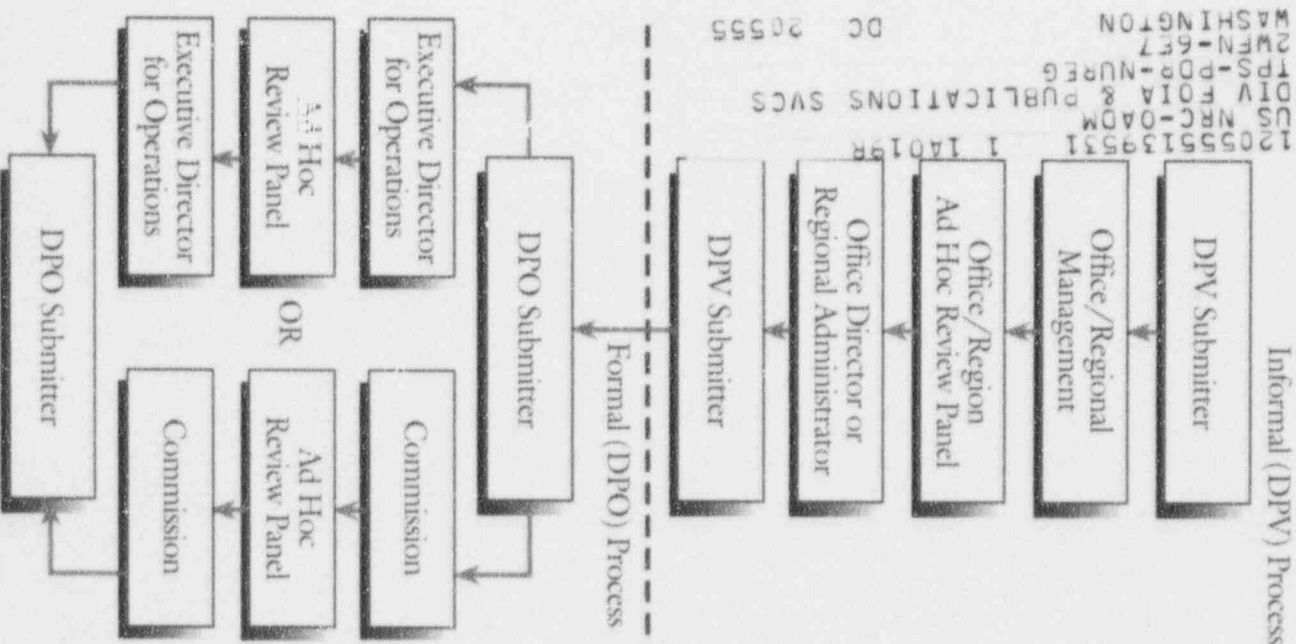 Informal (DPV) Process
DPV Submitter
Office/Regional
Management
Office/Region
Ad Hoc Review Panel
Office Director or
Regional Administrator
DPV Submitter
Formal (DPO) Process
DPO Submitter
Executive Director
for Operations
Ad Hoc
Review Panel
Executive Director
for Operations
OR
Commission
Ad Hoc
Review Panel
Commission
DPO Submitter
120555139531 1 1A019R
US NRC-OADM
DIV FOIA & PUBLICATIONS SVCS
TPS-PDR-NUREG
2WFN-6E7
WASHINGTON DC 20555